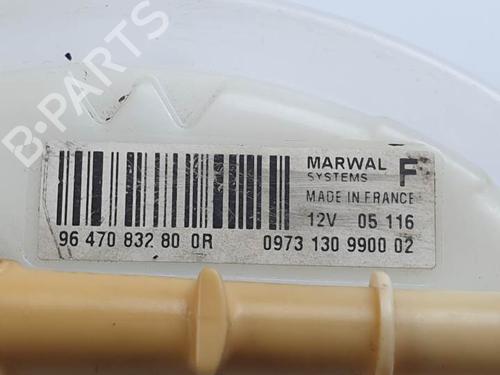 B-PARTS
MARWAL F
SYSTEMS
MADE IN FRANCE
12V 05 116
96 470 832 80 0R 0973 130 9900 02